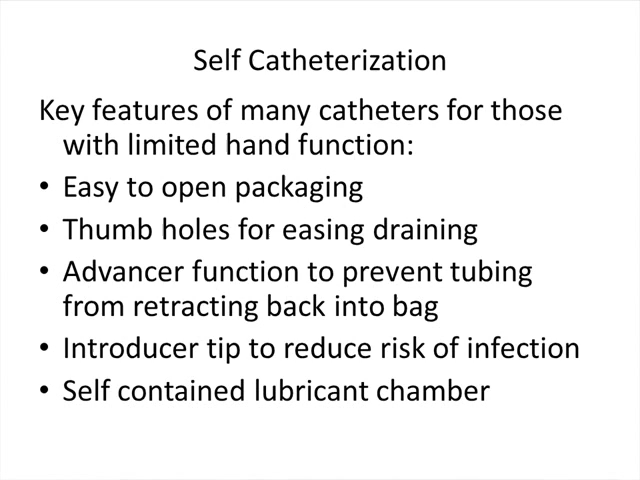 Self Catheterization
Key features of many catheters for those
with limited hand function:
• Easy to open packaging
• Thumb holes for easing draining
• Advancer function to prevent tubing
from retracting back into bag
• Introducer tip to reduce risk of infection
• Self contained lubricant chamber